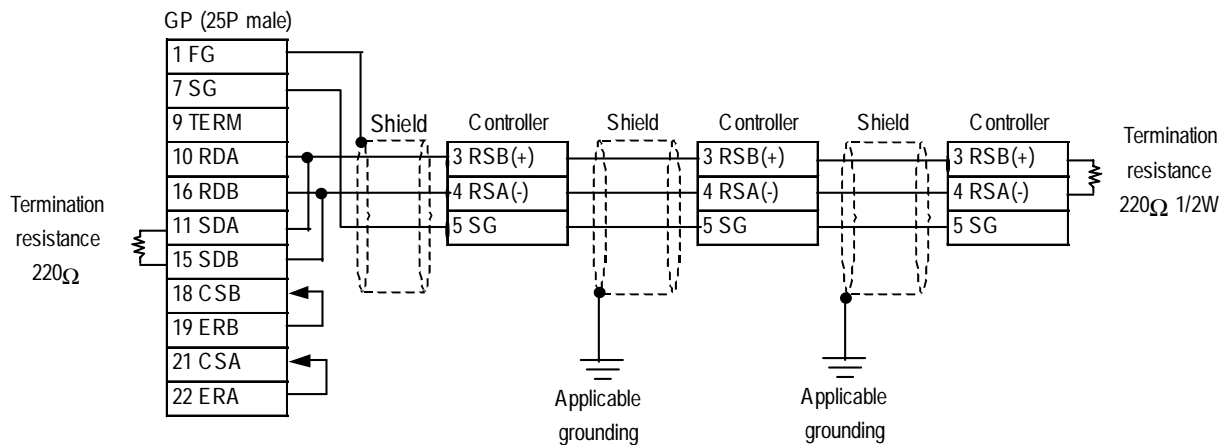 GP (25P male)
1 FG
7 SG
9 TERM
10 RDA
16 RDB
11 SDA
15 SDB
18 CSB
19 ERB
21 CSA
22 ERA
Termination
resistance
220Ω
Shield
Controller
3 RSB(+)
4 RSA(-)
5 SG
Shield
Applicable
grounding
Controller
3 RSB(+)
4 RSA(-)
5 SG
Shield
Applicable
grounding
Controller
3 RSB(+)
4 RSA(-)
5 SG
Termination
resistance
220Ω 1/2W